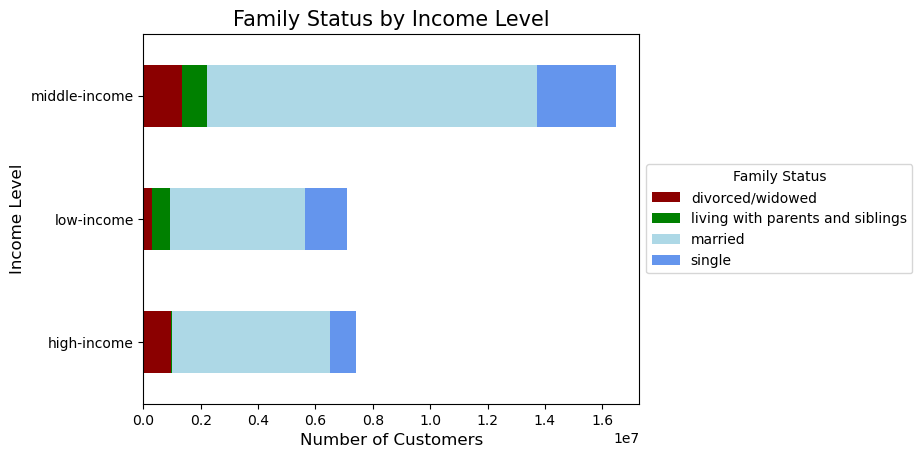 Family Status by Income Level
Income Level
middle-income
low-income
high-income
0.0 0.2 0.4 0.6 0.8 1.0 1.2 1.4 1.6
1e7
Number of Customers
Family Status
divorced/widowed
living with parents and siblings
married
single